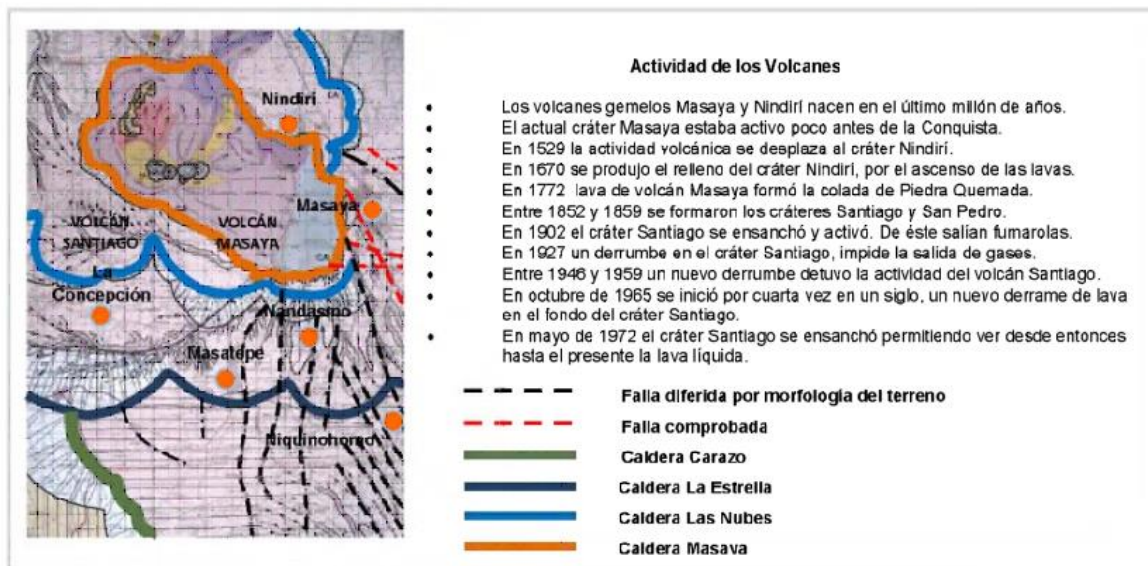 Nindirí
Masaya
VOLCÁN
SANTIAGO
VOLCÁN
MASAYA
La
Concepción
Nandasmo
Masatepe
Niquinohomo
Actividad de los Volcanes
• Los volcanes gemelos Masaya y Nindirí nacen en el último millón de años.
• El actual cráter Masaya estaba activo poco antes de la Conquista.
• En 1529 la actividad volcánica se desplaza al cráter Nindirí.
• En 1670 se produjo el relleno del cráter Nindirí, por el ascenso de las lavas.
• En 1772 lava de volcán Masaya formó la colada de Piedra Quemada.
• Entre 1852 y 1859 se formaron los cráteres Santiago y San Pedro.
• En 1902 el cráter Santiago se ensanchó y activó. De éste salían fumarolas.
• En 1927 un derrumbe en el cráter Santiago, impide la salida de gases.
• Entre 1946 y 1959 un nuevo derrumbe detuvo la actividad del volcán Santiago.
• En octubre de 1965 se inició por cuarta vez en un siglo, un nuevo derrame de lava
en el fondo del cráter Santiago.
• En mayo de 1972 el cráter Santiago se ensanchó permitiendo ver desde entonces
hasta el presente la lava líquida.
Falla diferida por morfología del terreno
Falla comprobada
Caldera Carazo
Caldera La Estrella
Caldera Las Nubes
Caldera Masaya